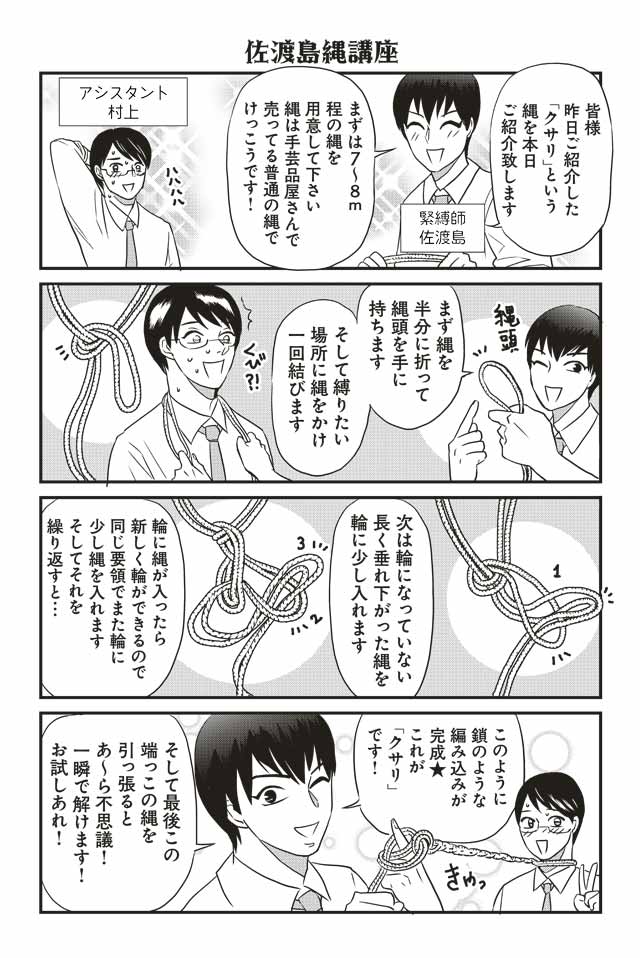 佐渡島縄講座
皆様
昨日ご紹介した
「クサリ」という
縄を本日
ご紹介致します
緊縛師
佐渡島
まずは7〜8m
程の縄を
用意して下さい
縄は手芸品屋さんで
売ってる普通の縄で
けっこうです!
アシスタント
村上
ハハハハ
縄頭
まず縄を
半分に折って
縄頭を手に
持ちます
そして縛りたい
場所に縄をかけ
一回結びます
くび?!
1
次は輪になっていない
長く垂れ下がった縄を
輪に少し入れます
3
2
輪に縄が入ったら
新しく輪ができるので
同じ要領でまた輪に
少し縄を入れます
そしてそれを
繰り返すと…
このように
鎖のような
編み込みが
完成★
これが
「クサリ」
です!
きゅっ
そして最後この
端っこの縄を
引っ張ると
あ〜ら不思議!
一瞬で解けます!
お試しあれ!